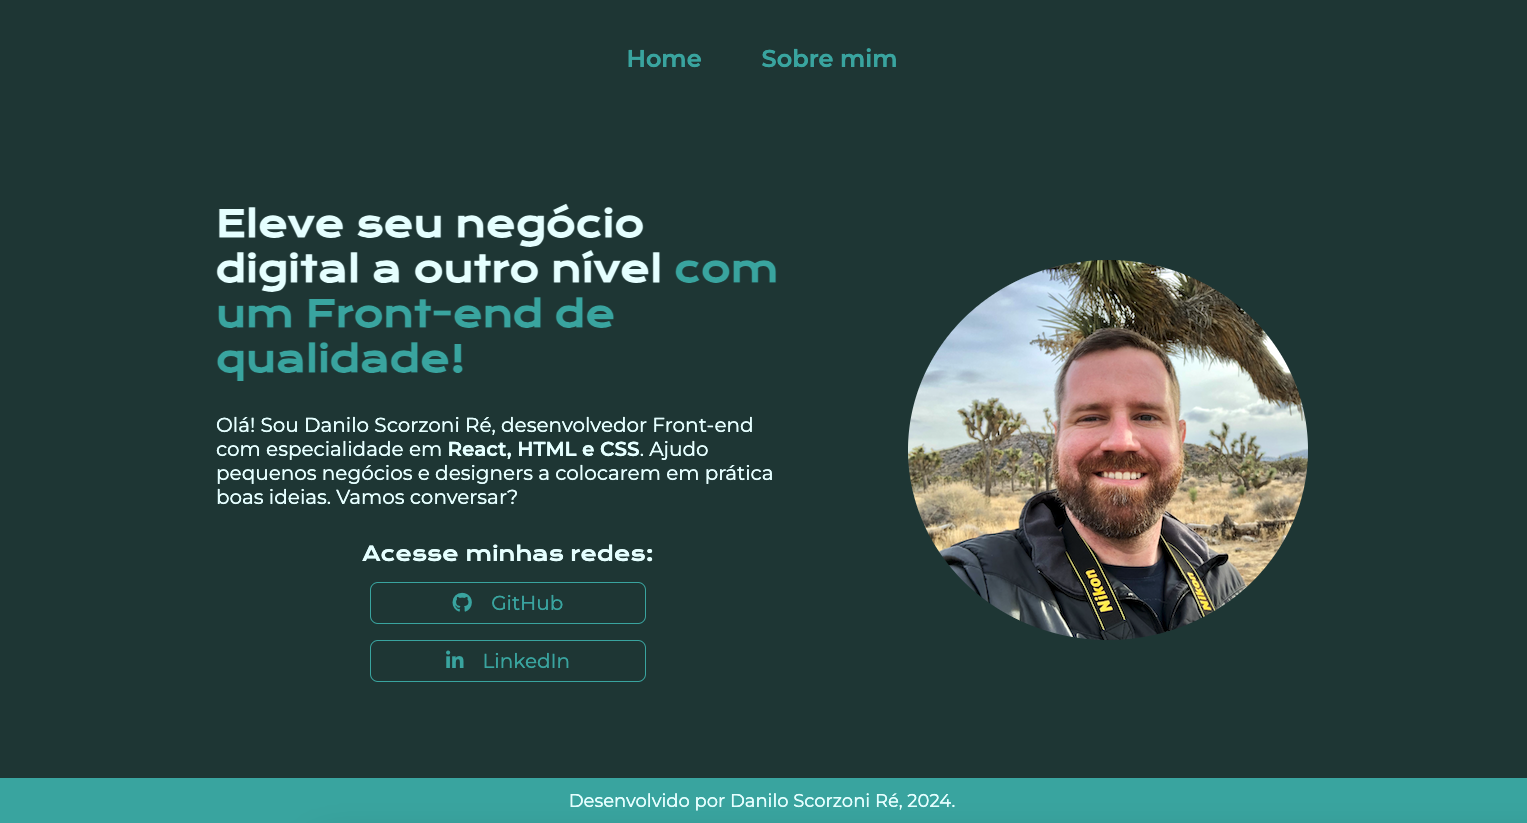 Home Sobre mim
Eleve seu negócio
digital a outro nível com
um Front-end de
qualidade!
Olá! Sou Danilo Scorzoni Ré, desenvolvedor Front-end
com especialidade em React, HTML e CSS. Ajudo
pequenos negócios e designers a colocarem em prática
boas ideias. Vamos conversar?
Acesse minhas redes:
GitHub
in LinkedIn
Nikon
Nikon
Desenvolvido por Danilo Scorzoni Ré, 2024.